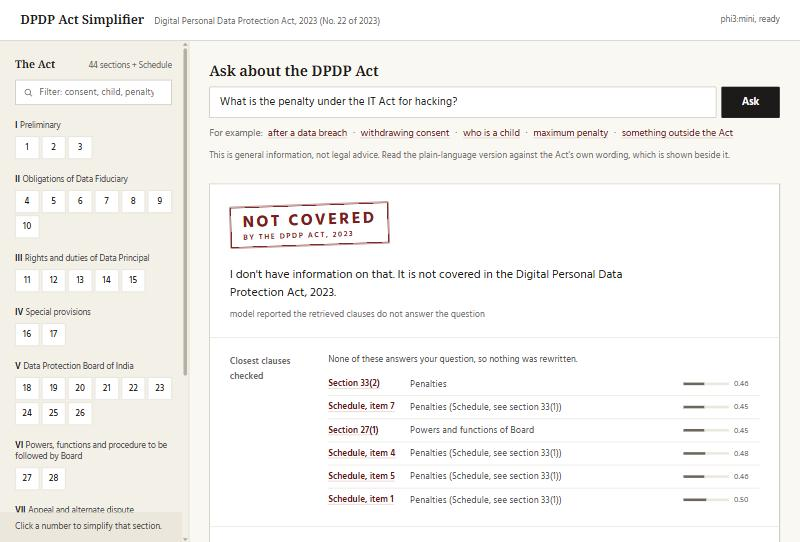 DPDP Act Simplifier Digital Personal Data Protection Act, 2023 (No. 22 of 2023) phi3:mini, ready
The Act 44 sections + Schedule
Filter: consent, child, penalty
I Preliminary
1 2 3
II Obligations of Data Fiduciary
4 5 6 7 8 9
10
III Rights and duties of Data Principal
11 12 13 14 15
IV Special provisions
16 17
V Data Protection Board of India
18 19 20 21 22 23
24 25 26
VI Powers, functions and procedure to be
followed by Board
27 28
VII Appeal and alternate dispute
Click a number to simplify that section.
Ask about the DPDP Act
What is the penalty under the IT Act for hacking? Ask
For example: after a data breach · withdrawing consent · who is a child · maximum penalty · something outside the Act
This is general information, not legal advice. Read the plain-language version against the Act's own wording, which is shown beside it.
NOT COVERED
BY THE DPDP ACT, 2023
I don't have information on that. It is not covered in the Digital Personal Data
Protection Act, 2023.
model reported the retrieved clauses do not answer the question
Closest clauses
checked
None of these answers your question, so nothing was rewritten.
Section 33(2) Penalties 0.46
Schedule, item 7 Penalties (Schedule, see section 33(1)) 0.45
Section 27(1) Powers and functions of Board 0.45
Schedule, item 4 Penalties (Schedule, see section 33(1)) 0.48
Schedule, item 5 Penalties (Schedule, see section 33(1)) 0.46
Schedule, item 1 Penalties (Schedule, see section 33(1)) 0.50